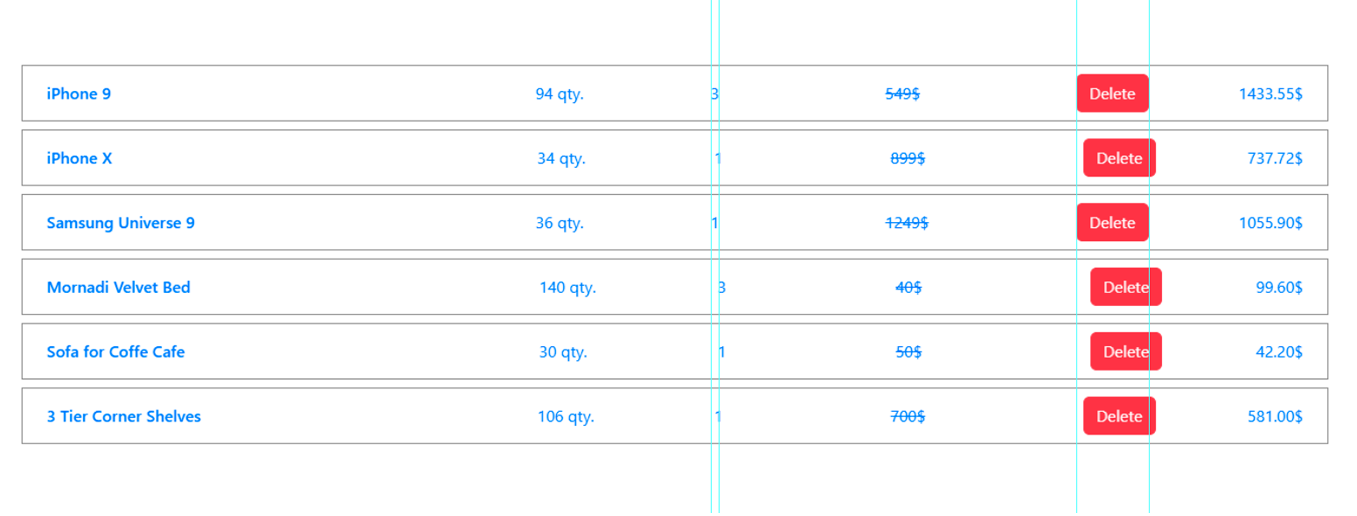 iPhone 9 94 qty. 3 549$ Delete 1433.55$
iPhone X 34 qty. 1 899$ Delete 737.72$
Samsung Universe 9 36 qty. 1 1249$ Delete 1055.90$
Mornadi Velvet Bed 140 qty. 3 40$ Delete 99.60$
Sofa for Coffe Cafe 30 qty. 1 50$ Delete 42.20$
3 Tier Corner Shelves 106 qty. 1 700$ Delete 581.00$